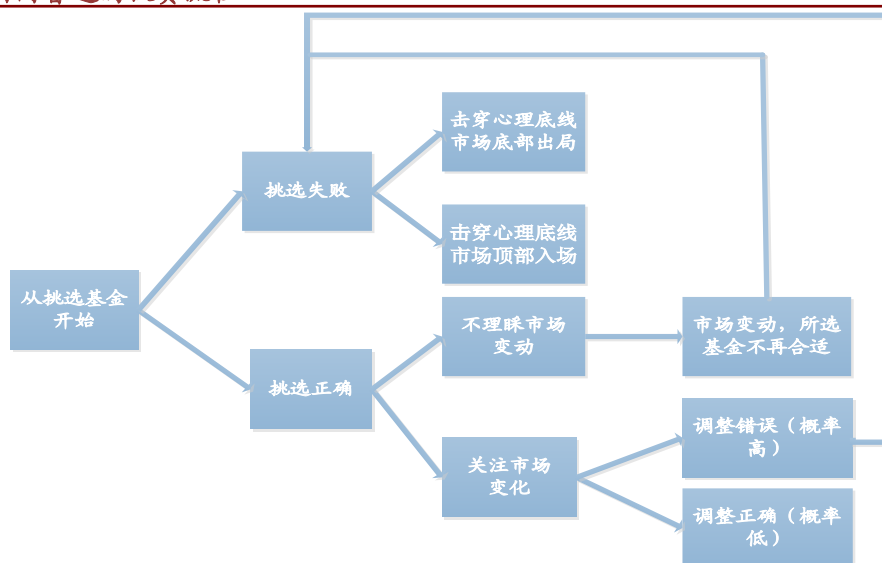 击穿心理底线
市场底部出局
挑选失败
击穿心理底线
市场顶部入场
从挑选基金
开始
不理睬市场
变动
市场变动，所选
基金不再合适
挑选正确
调整错误（概率
高）
关注市场
变化
调整正确（概率
低）